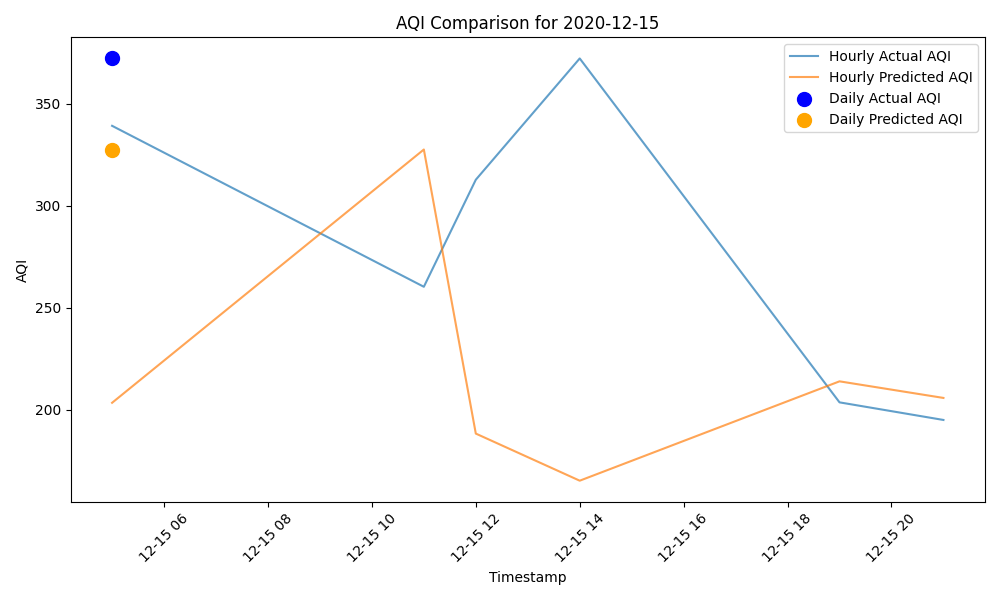 AQI Comparison for 2020-12-15
Hourly Actual AQI
Hourly Predicted AQI
Daily Actual AQI
Daily Predicted AQI
AQI
350
300
250
200
12-15 06
12-15 08
12-15 10
12-15 12
12-15 14
12-15 16
12-15 18
12-15 20
Timestamp